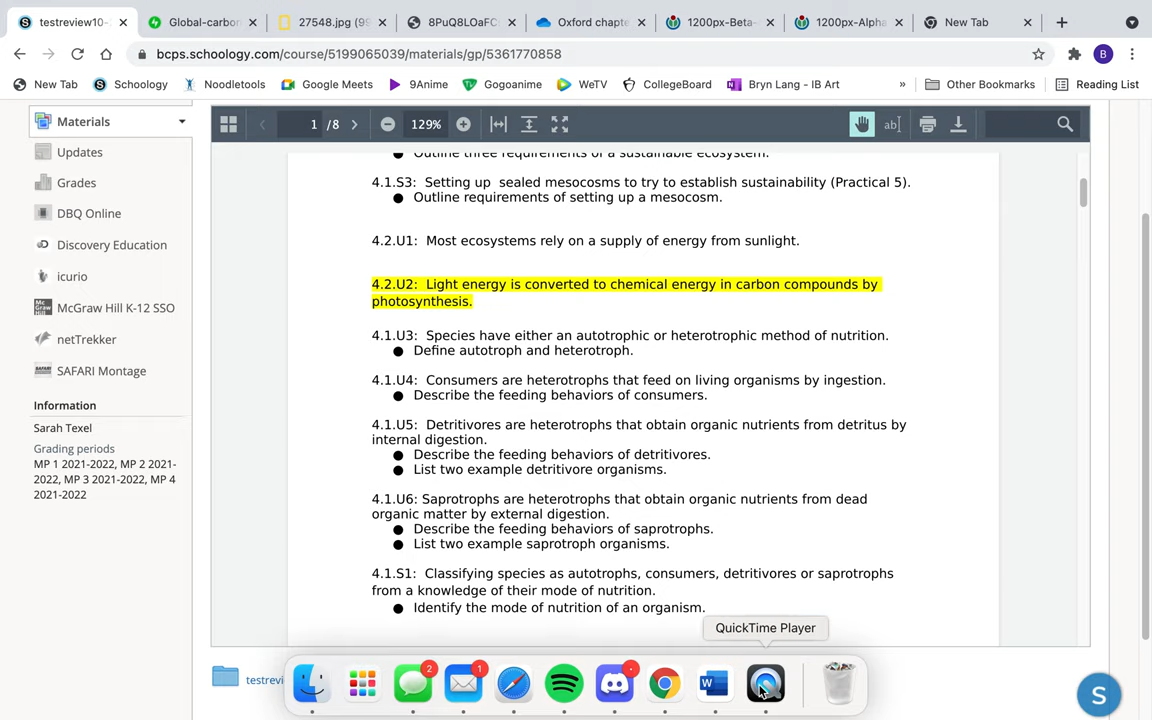 testreview10-
Global-carbo
27548.jpg (99
8PuQ8LOaFC
Oxford chapte
1200px-Beta-
1200px-Alpha
New Tab
bcps.schoology.com/course/5199065039/materials/gp/5361770858
B
New Tab
Schoology
Noodletools
Google Meets
9Anime
Gogoanime
WeTV
CollegeBoard
Bryn Lang - IB Art
»
Other Bookmarks
Reading List
Materials
Updates
Grades
DBQ Online
Discovery Education
icurio
McGraw Hill K-12 SSO
netTrekker
SAFARI Montage
Information
Sarah Texel
Grading periods
MP 1 2021-2022, MP 2 2021-
2022, MP 3 2021-2022, MP 4
2021-2022
1 /8
129%
● Outline three requirements of a sustainable ecosystem.
4.1.S3: Setting up sealed mesocosms to try to establish sustainability (Practical 5).
● Outline requirements of setting up a mesocosm.
4.2.U1: Most ecosystems rely on a supply of energy from sunlight.
4.2.U2: Light energy is converted to chemical energy in carbon compounds by
photosynthesis.
4.1.U3: Species have either an autotrophic or heterotrophic method of nutrition.
● Define autotroph and heterotroph.
4.1.U4: Consumers are heterotrophs that feed on living organisms by ingestion.
● Describe the feeding behaviors of consumers.
4.1.U5: Detritivores are heterotrophs that obtain organic nutrients from detritus by
internal digestion.
● Describe the feeding behaviors of detritivores.
● List two example detritivore organisms.
4.1.U6: Saprotrophs are heterotrophs that obtain organic nutrients from dead
organic matter by external digestion.
● Describe the feeding behaviors of saprotrophs.
● List two example saprotroph organisms.
4.1.S1: Classifying species as autotrophs, consumers, detritivores or saprotrophs
from a knowledge of their mode of nutrition.
● Identify the mode of nutrition of an organism.
QuickTime Player
testrevi
2
1
W
S